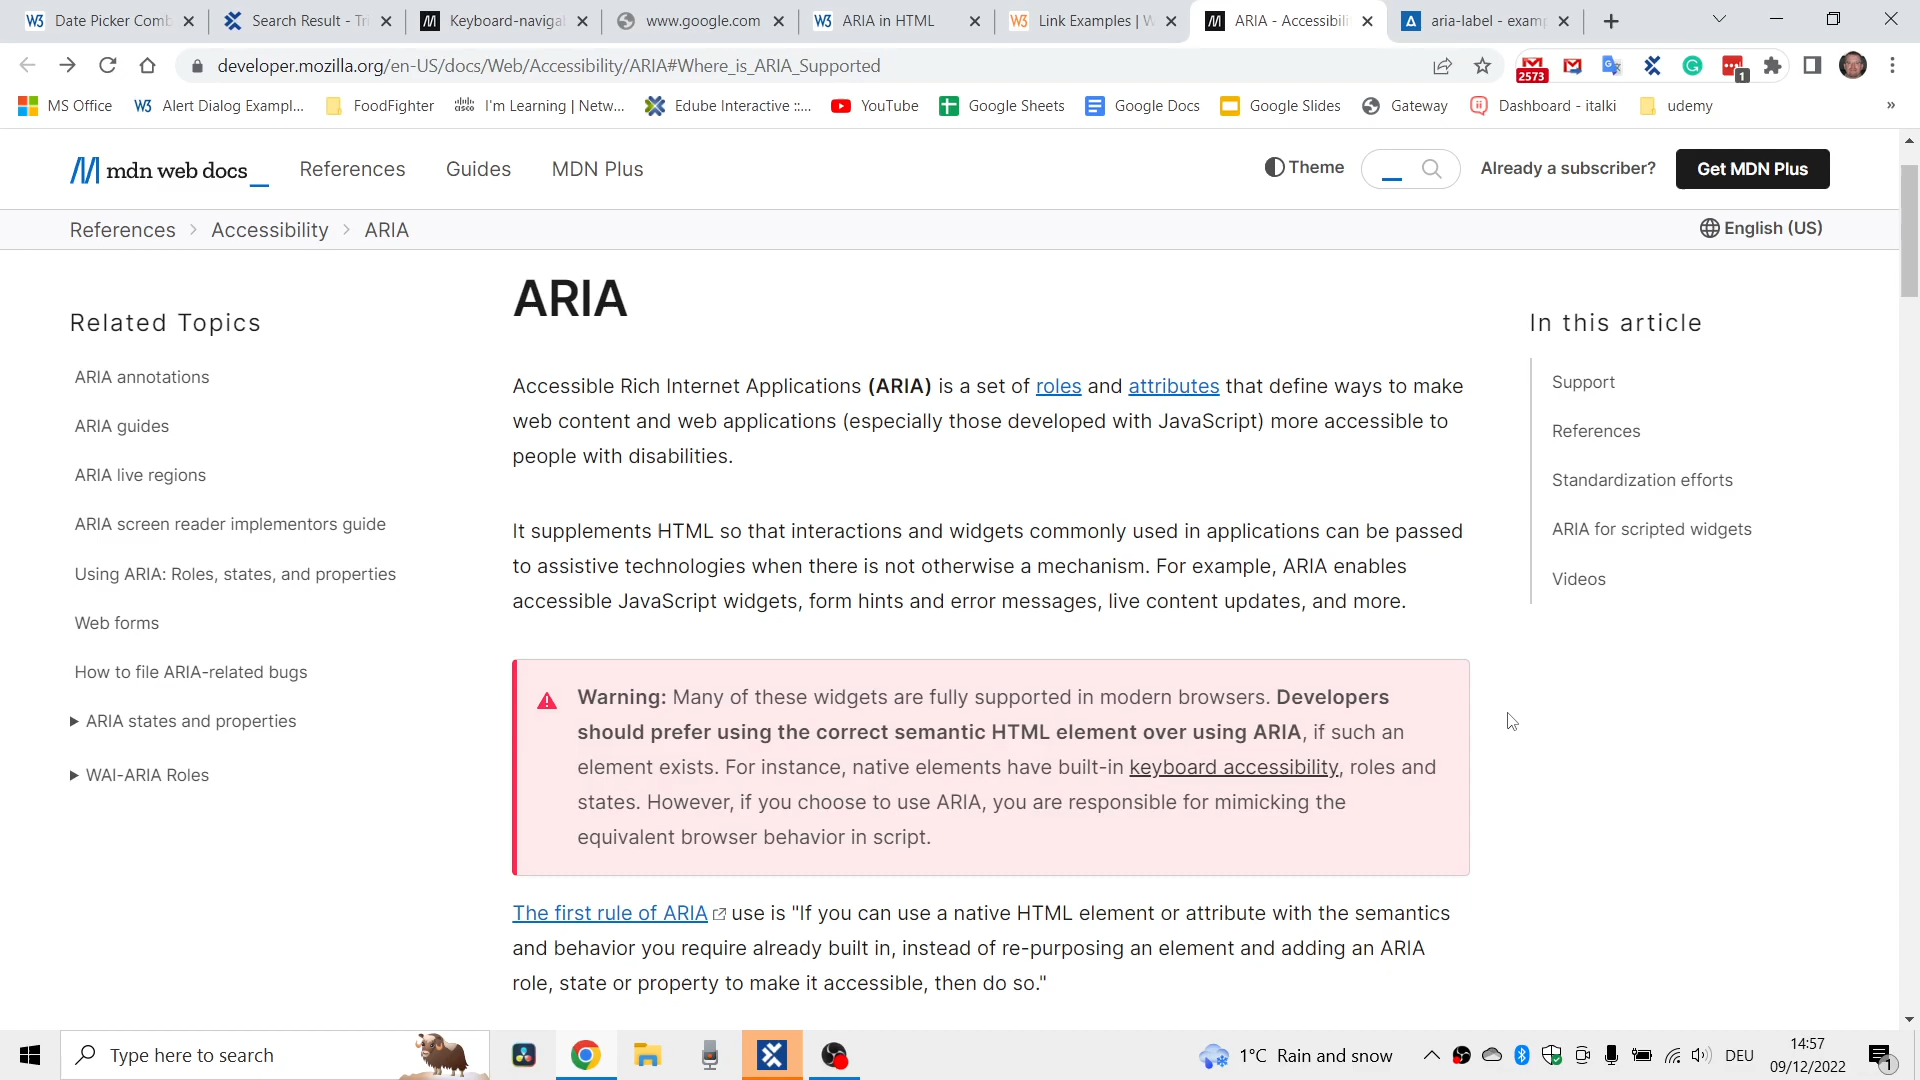 Date Picker Comb
Search Result - Tri
Keyboard-navigat
www.google.com
ARIA in HTML
Link Examples | W
ARIA - Accessibili
aria-label - examp
developer.mozilla.org/en-US/docs/Web/Accessibility/ARIA#Where_is_ARIA_Supported
2573
1
MS Office
Alert Dialog Exampl...
FoodFighter
I'm Learning | Netw...
Edube Interactive ::...
YouTube
Google Sheets
Google Docs
Google Slides
Gateway
Dashboard - italki
udemy
»
mdn web docs_
References
Guides
MDN Plus
Theme
Already a subscriber?
Get MDN Plus
References > Accessibility > ARIA
English (US)
Related Topics
ARIA annotations
ARIA guides
ARIA live regions
ARIA screen reader implementors guide
Using ARIA: Roles, states, and properties
Web forms
How to file ARIA-related bugs
ARIA states and properties
WAI-ARIA Roles
ARIA
Accessible Rich Internet Applications (ARIA) is a set of roles and attributes that define ways to make
web content and web applications (especially those developed with JavaScript) more accessible to
people with disabilities.
It supplements HTML so that interactions and widgets commonly used in applications can be passed
to assistive technologies when there is not otherwise a mechanism. For example, ARIA enables
accessible JavaScript widgets, form hints and error messages, live content updates, and more.
Warning: Many of these widgets are fully supported in modern browsers. Developers
should prefer using the correct semantic HTML element over using ARIA, if such an
element exists. For instance, native elements have built-in keyboard accessibility, roles and
states. However, if you choose to use ARIA, you are responsible for mimicking the
equivalent browser behavior in script.
The first rule of ARIA use is "If you can use a native HTML element or attribute with the semantics
and behavior you require already built in, instead of re-purposing an element and adding an ARIA
role, state or property to make it accessible, then do so."
In this article
Support
References
Standardization efforts
ARIA for scripted widgets
Videos
Type here to search
1°C Rain and snow
DEU
14:57
09/12/2022
1